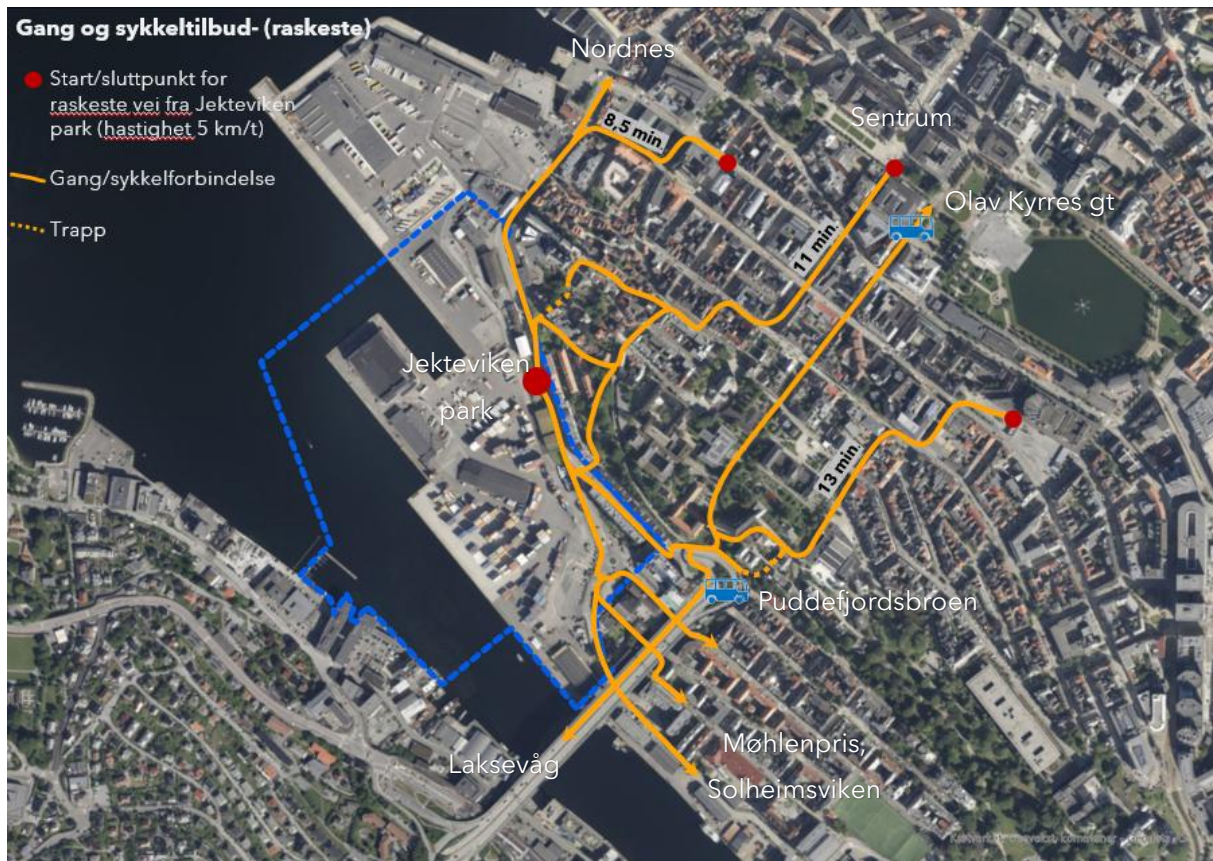 Gang og sykkeltilbud- (raskeste)
Start/sluttpunkt for
raskeste vei fra Jekteviken
park (hastighet 5 km/t)
Gang/sykkelforbindelse
Trapp
Nordnes
8,5 min.
Sentrum
Olav Kyrres gt
11 min.
Jekteviken
park
13 min.
Puddefjordsbroen
Laksevåg
Møhlenpris,
Solheimsviken